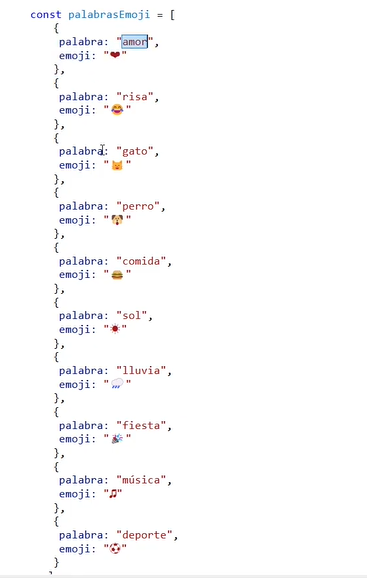 const palabrasEmoji = [
{
palabra: "amor",
emoji: "❤"
},
{
palabra: "risa",
emoji: "😂"
},
{
palabra: "gato",
emoji: "🐱"
},
{
palabra: "perro",
emoji: "🐶"
},
{
palabra: "comida",
emoji: "🍔"
},
{
palabra: "sol",
emoji: "☀"
},
{
palabra: "lluvia",
emoji: "🌧"
},
{
palabra: "fiesta",
emoji: "🎉"
},
{
palabra: "música",
emoji: "🎵"
},
{
palabra: "deporte",
emoji: "⚽"
}